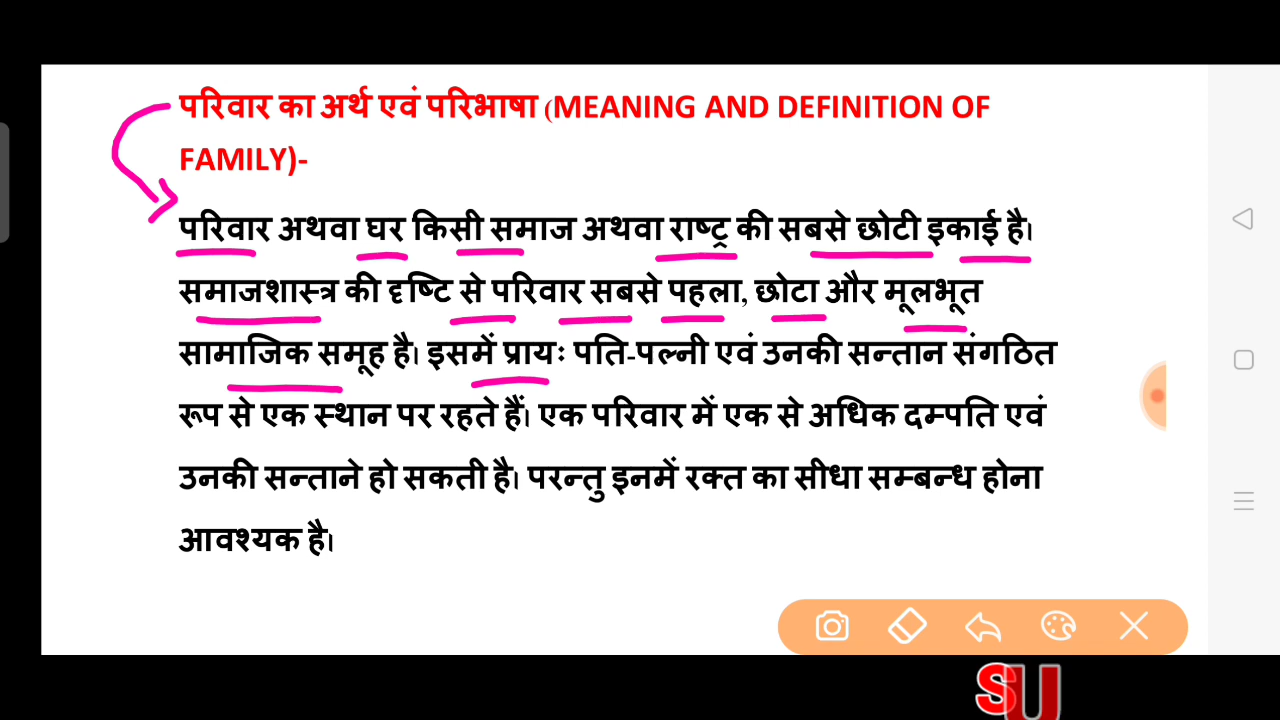 परिवार का अर्थ एवं परिभाषा (MEANING AND DEFINITION OF
FAMILY)-
परिवार अथवा घर किसी समाज अथवा राष्ट्र की सबसे छोटी इकाई है।
समाजशास्त्र की दृष्टि से परिवार सबसे पहला, छोटा और मूलभूत
सामाजिक समूह है। इसमें प्रायः पति-पत्नी एवं उनकी सन्तान संगठित
रूप से एक स्थान पर रहते हैं। एक परिवार में एक से अधिक दम्पति एवं
उनकी सन्ताने हो सकती है। परन्तु इनमें रक्त का सीधा सम्बन्ध होना
आवश्यक है।
SU